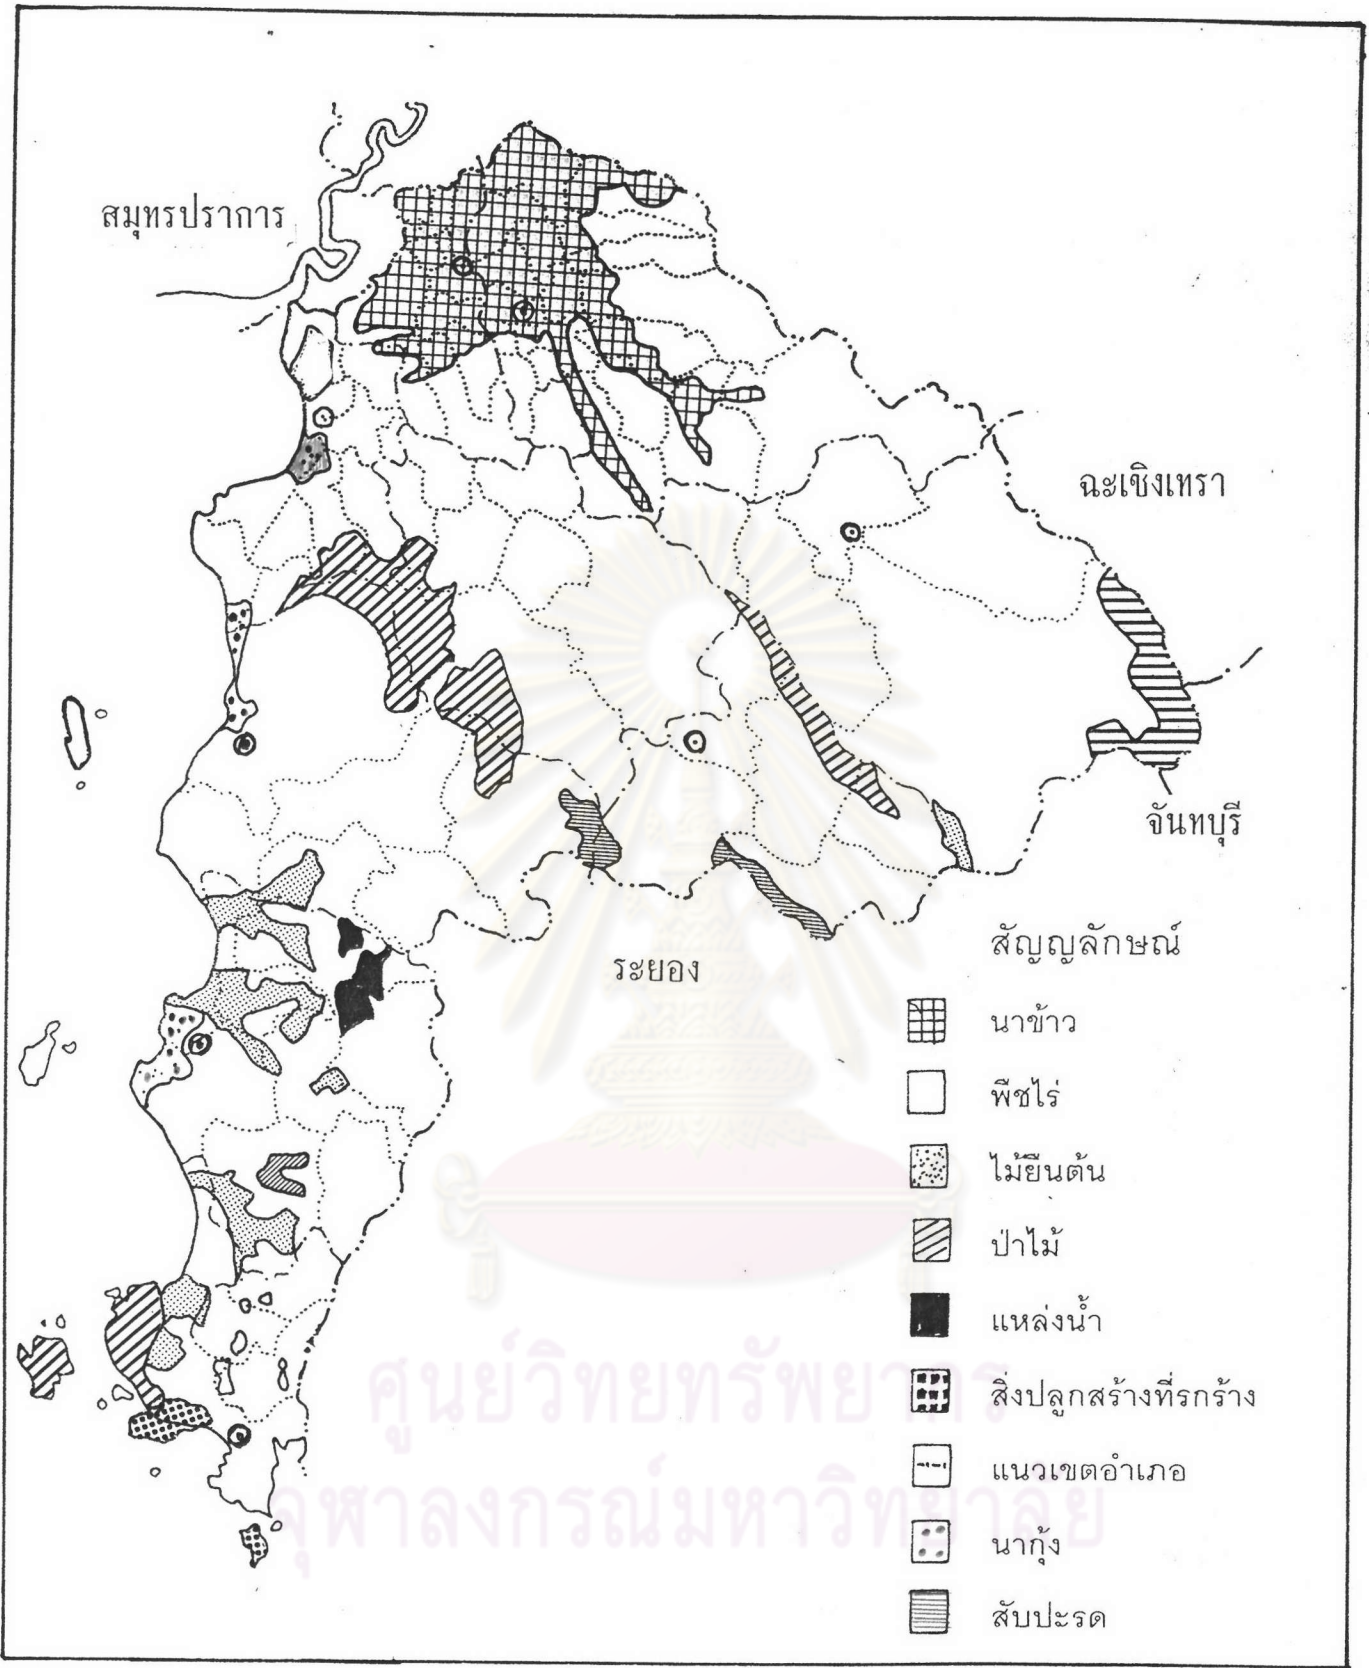 สมุทรปราการ
ฉะเชิงเทรา
จันทบุรี
ระยอง
สัญญลักษณ์
นาข้าว
พืชไร่
ไม้ยืนต้น
ป่าไม้
แหล่งน้ำ
สิ่งปลูกสร้างที่รกร้าง
แนวเขตอำเภอ
นากุ้ง
สับปะรด
ศูนย์วิทยทรัพยากร
จุฬาลงกรณ์มหาวิทยาลัย